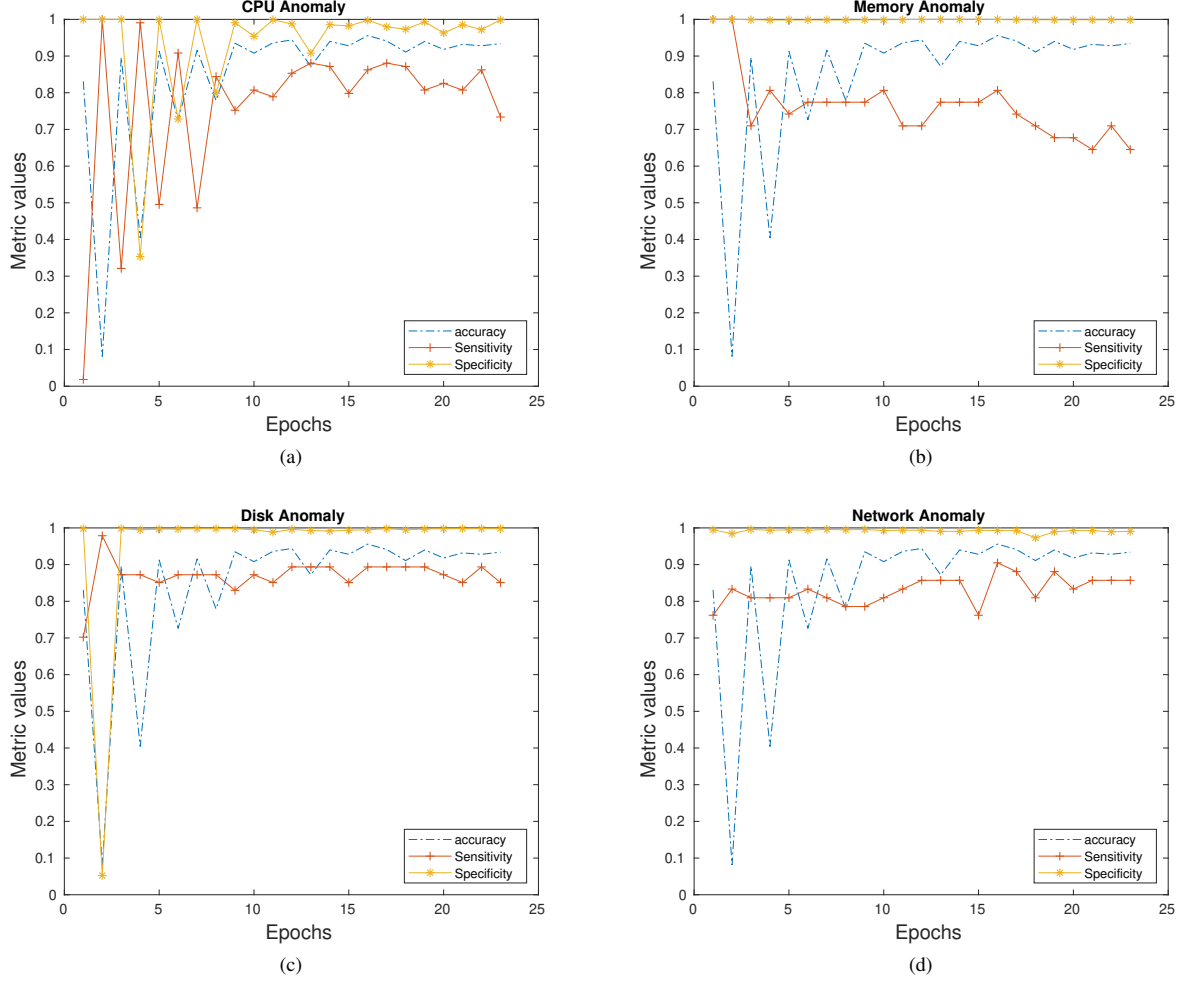 CPU Anomaly
1
0.9
0.8
0.7
0.6
0.5
0.4
0.3
0.2
0.1
0
Metric values
accuracy
Sensitivity
Specificity
0 5 10 15 20 25
Epochs
(a)
Memory Anomaly
1
0.9
0.8
0.7
0.6
0.5
0.4
0.3
0.2
0.1
0
Metric values
accuracy
Sensitivity
Specificity
0 5 10 15 20 25
Epochs
(b)
Disk Anomaly
1
0.9
0.8
0.7
0.6
0.5
0.4
0.3
0.2
0.1
0
Metric values
accuracy
Sensitivity
Specificity
0 5 10 15 20 25
Epochs
(c)
Network Anomaly
1
0.9
0.8
0.7
0.6
0.5
0.4
0.3
0.2
0.1
0
Metric values
accuracy
Sensitivity
Specificity
0 5 10 15 20 25
Epochs
(d)